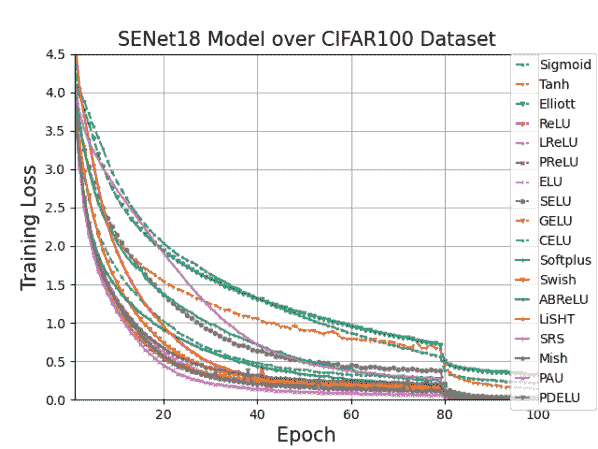 SENet18 Model over CIFAR100 Dataset
4.5
4.0
3.5
3.0
2.5
2.0
1.5
1.0
0.5
0.0
Training Loss
20
40
60
80
100
Epoch
Sigmoid
Tanh
Elliott
ReLU
LReLU
PReLU
ELU
SELU
GELU
CELU
Softplus
Swish
ABReLU
LiSHT
SRS
Mish
PAU
PDELU